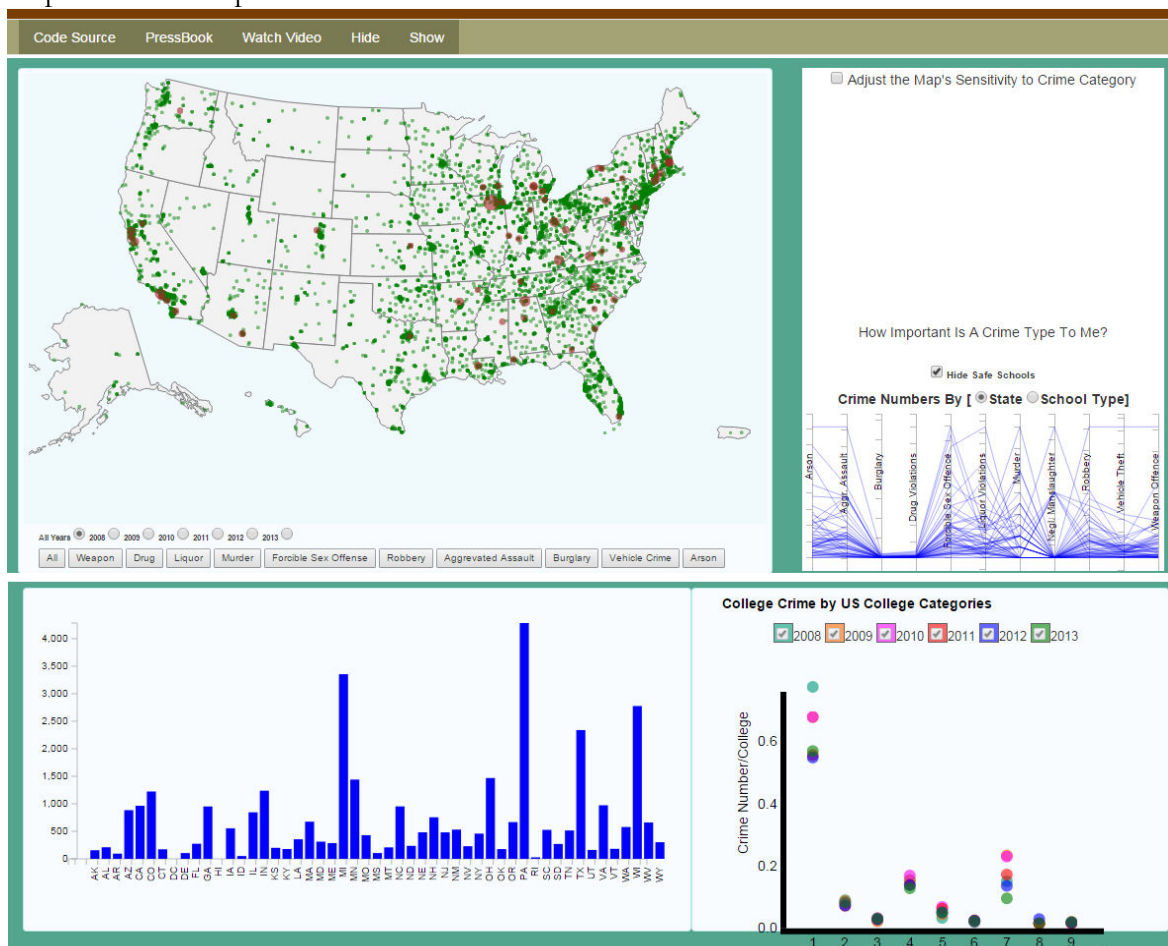 Code Source PressBook Watch Video Hide Show
Adjust the Map's Sensitivity to Crime Category
How Important Is A Crime Type To Me?
Hide Safe Schools
Crime Numbers By [ State School Type]
Arson
Aggr. Assault
Burglary
Drug Violations
Forcible Sex Offence
Liquor Violations
Murder
Negli. Manslaughter
Robbery
Vehicle Theft
Weapon Offence
All Years 2008 2009 2010 2011 2012 2013
All Weapon Drug Liquor Murder Forcible Sex Offense Robbery Aggrevated Assault Burglary Vehicle Crime Arson
4,000
3,500
3,000
2,500
2,000
1,500
1,000
500
0
AK AL AR AZ CA CO CT DC DE FL GA HI IA ID IL IN KS KY LA MA MD ME MI MN MO MS MT NC ND NE NH NJ NM NV NY OH OK OR PA RI SC SD TN TX UT VA VT WA WI WV WY
College Crime by US College Categories
2008 2009 2010 2011 2012 2013
Crime Number/College
0.6
0.4
0.2
0.0
1 2 3 4 5 6 7 8 9